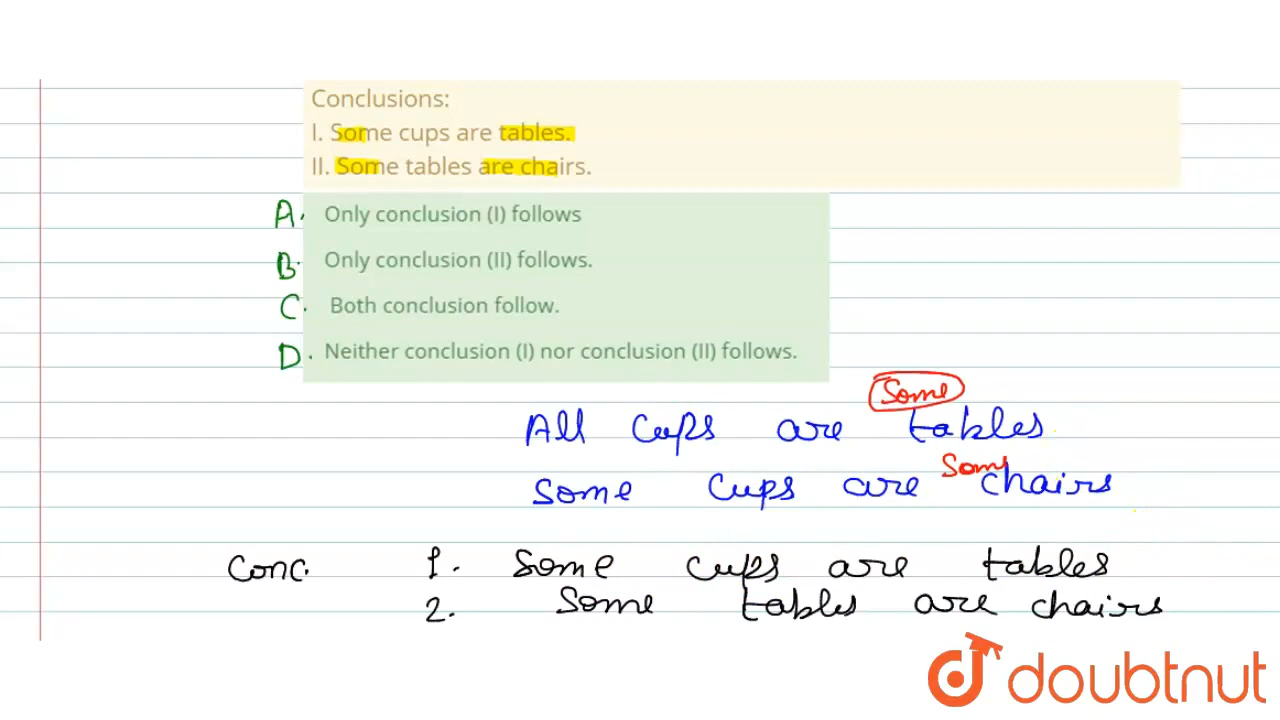 Conclusions:
I. Some cups are tables.
II. Some tables are chairs.
A. Only conclusion (I) follows
B. Only conclusion (II) follows.
C. Both conclusion follow.
D. Neither conclusion (I) nor conclusion (II) follows.
Some
All cups are tables
Some
Some cups are chairs
Conc. 1. Some cups are tables
2. Some tables are chairs
doubtnut